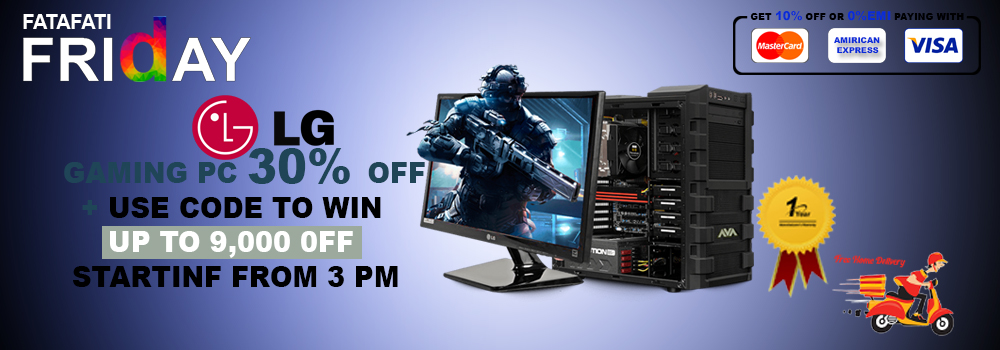 FATAFATI
FRIdAY
GET 10% OFF OR 0%EMI PAYING WITH
MasterCard
AMIRICAN
EXPRESS
VISA
LG
GAMING PC 30% OFF
+ USE CODE TO WIN
UP TO 9,000 0FF
STARTINF FROM 3 PM
LG
AVA
1
Year
Free Home Delivery